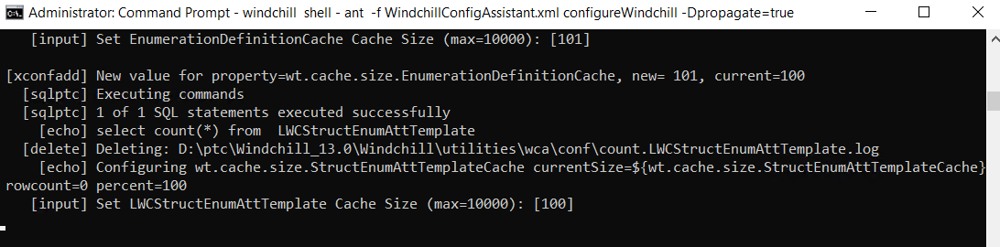 Administrator: Command Prompt - windchill  shell - ant  -f WindchillConfigAssistant.xml configureWindchill -Dpropagate=true
[input] Set EnumerationDefinitionCache Cache Size (max=10000): [101]
[xconfadd] New value for property=wt.cache.size.EnumerationDefinitionCache, new= 101, current=100
[sqlptc] Executing commands
[sqlptc] 1 of 1 SQL statements executed successfully
[echo] select count(*) from  LWCStructEnumAttTemplate
[delete] Deleting: D:\ptc\Windchill_13.0\Windchill\utilities\wca\conf\count.LWCStructEnumAttTemplate.log
[echo] Configuring wt.cache.size.StructEnumAttTemplateCache currentSize=${wt.cache.size.StructEnumAttTemplateCache}
rowcount=0 percent=100
[input] Set LWCStructEnumAttTemplate Cache Size (max=10000): [100]